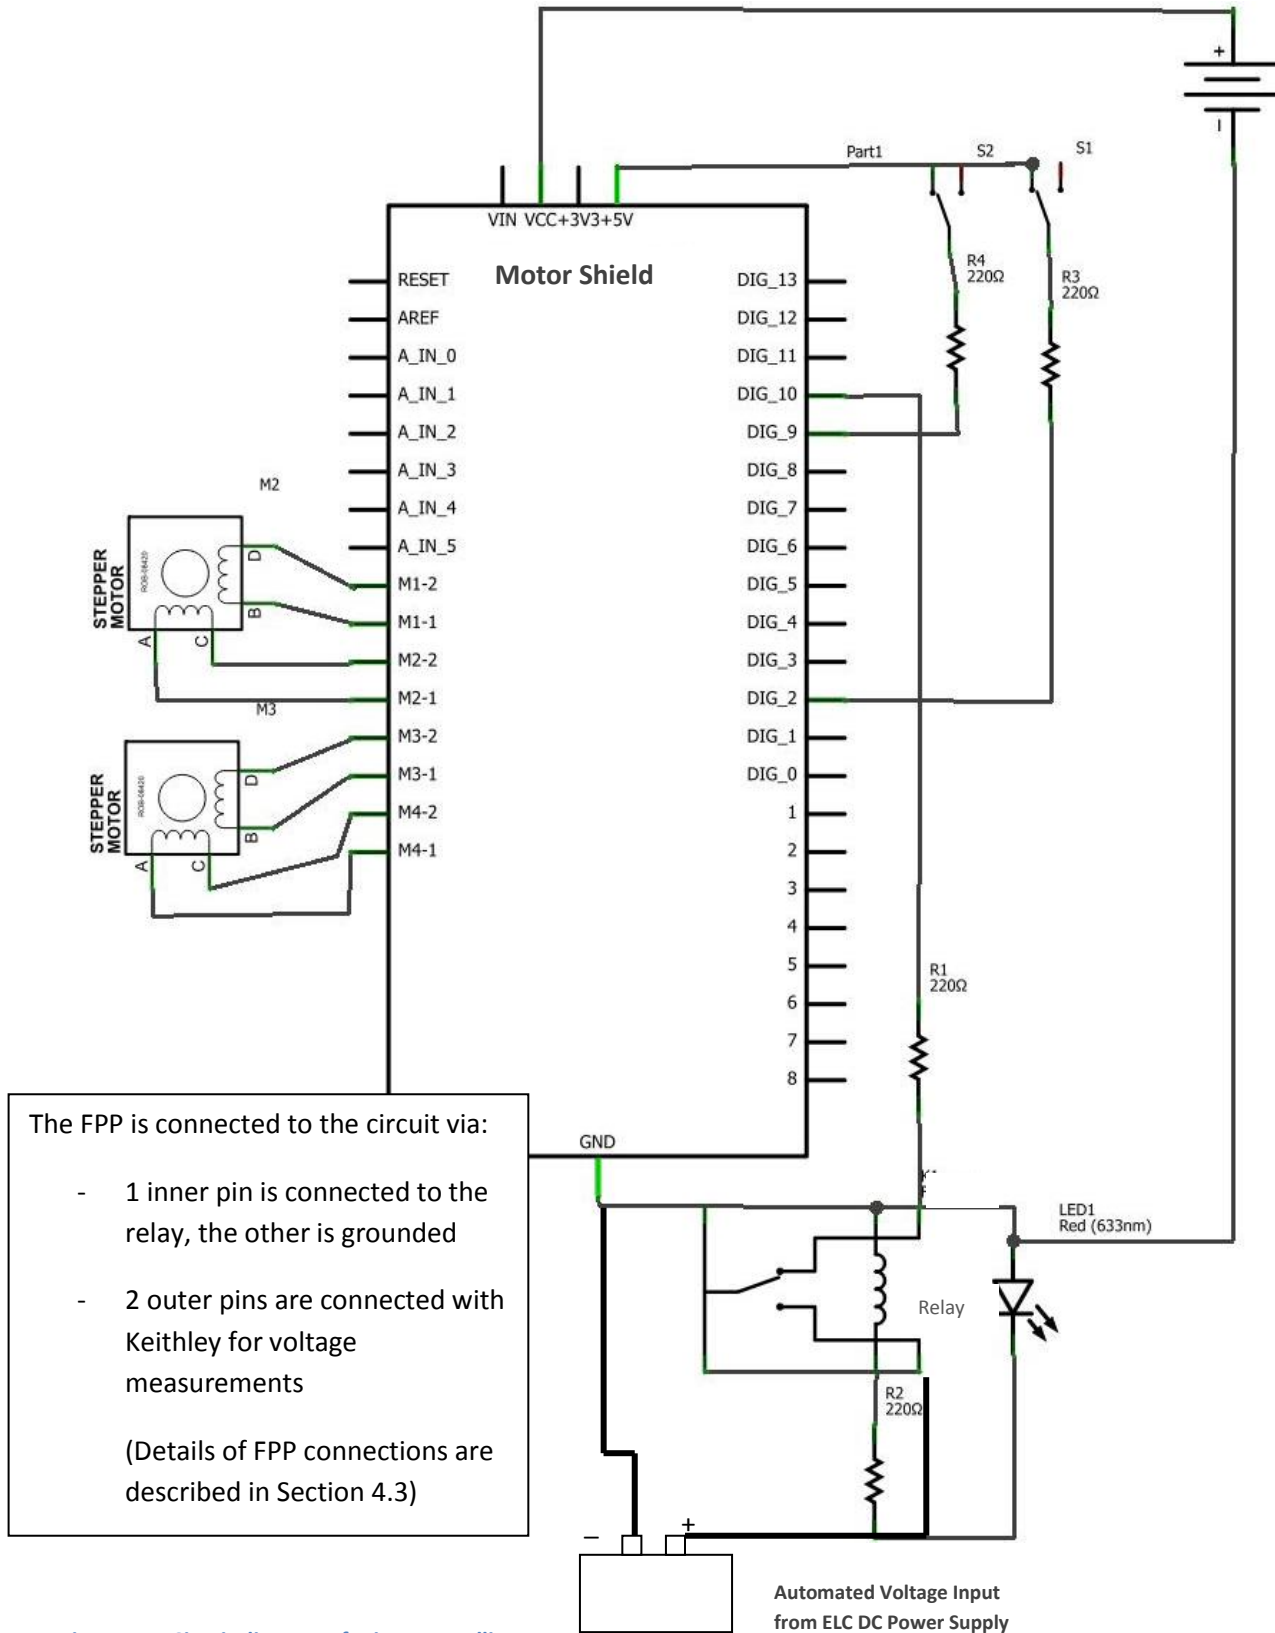 +
−
Part1
S2
S1
VIN VCC+3V3+5V
Motor Shield
R4
220Ω
R3
220Ω
RESET
AREF
A_IN_0
A_IN_1
A_IN_2
A_IN_3
A_IN_4
A_IN_5
M1-2
M1-1
M2-2
M2-1
M3-2
M3-1
M4-2
M4-1
DIG_13
DIG_12
DIG_11
DIG_10
DIG_9
DIG_8
DIG_7
DIG_6
DIG_5
DIG_4
DIG_3
DIG_2
DIG_1
DIG_0
1
2
3
4
5
6
7
8
M2
STEPPER
MOTOR
ROB-08420
A
C
D
B
M3
STEPPER
MOTOR
ROB-08420
A
C
D
B
R1
220Ω
GND
The FPP is connected to the circuit via:
- 1 inner pin is connected to the
relay, the other is grounded
- 2 outer pins are connected with
Keithley for voltage
measurements
(Details of FPP connections are
described in Section 4.3)
LED1
Red (633nm)
Relay
R2
220Ω
−
+
Automated Voltage Input
from ELC DC Power Supply